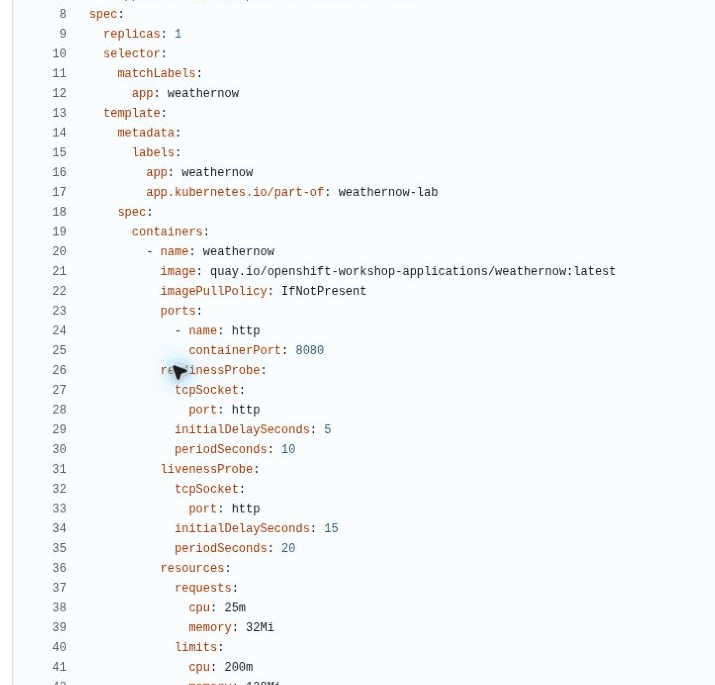 8 spec:
9 replicas: 1
10 selector:
11 matchLabels:
12 app: weathernow
13 template:
14 metadata:
15 labels:
16 app: weathernow
17 app.kubernetes.io/part-of: weathernow-lab
18 spec:
19 containers:
20 - name: weathernow
21 image: quay.io/openshift-workshop-applications/weathernow:latest
22 imagePullPolicy: IfNotPresent
23 ports:
24 - name: http
25 containerPort: 8080
26 readinessProbe:
27 tcpSocket:
28 port: http
29 initialDelaySeconds: 5
30 periodSeconds: 10
31 livenessProbe:
32 tcpSocket:
33 port: http
34 initialDelaySeconds: 15
35 periodSeconds: 20
36 resources:
37 requests:
38 cpu: 25m
39 memory: 32Mi
40 limits:
41 cpu: 200m
42 memory: 128Mi